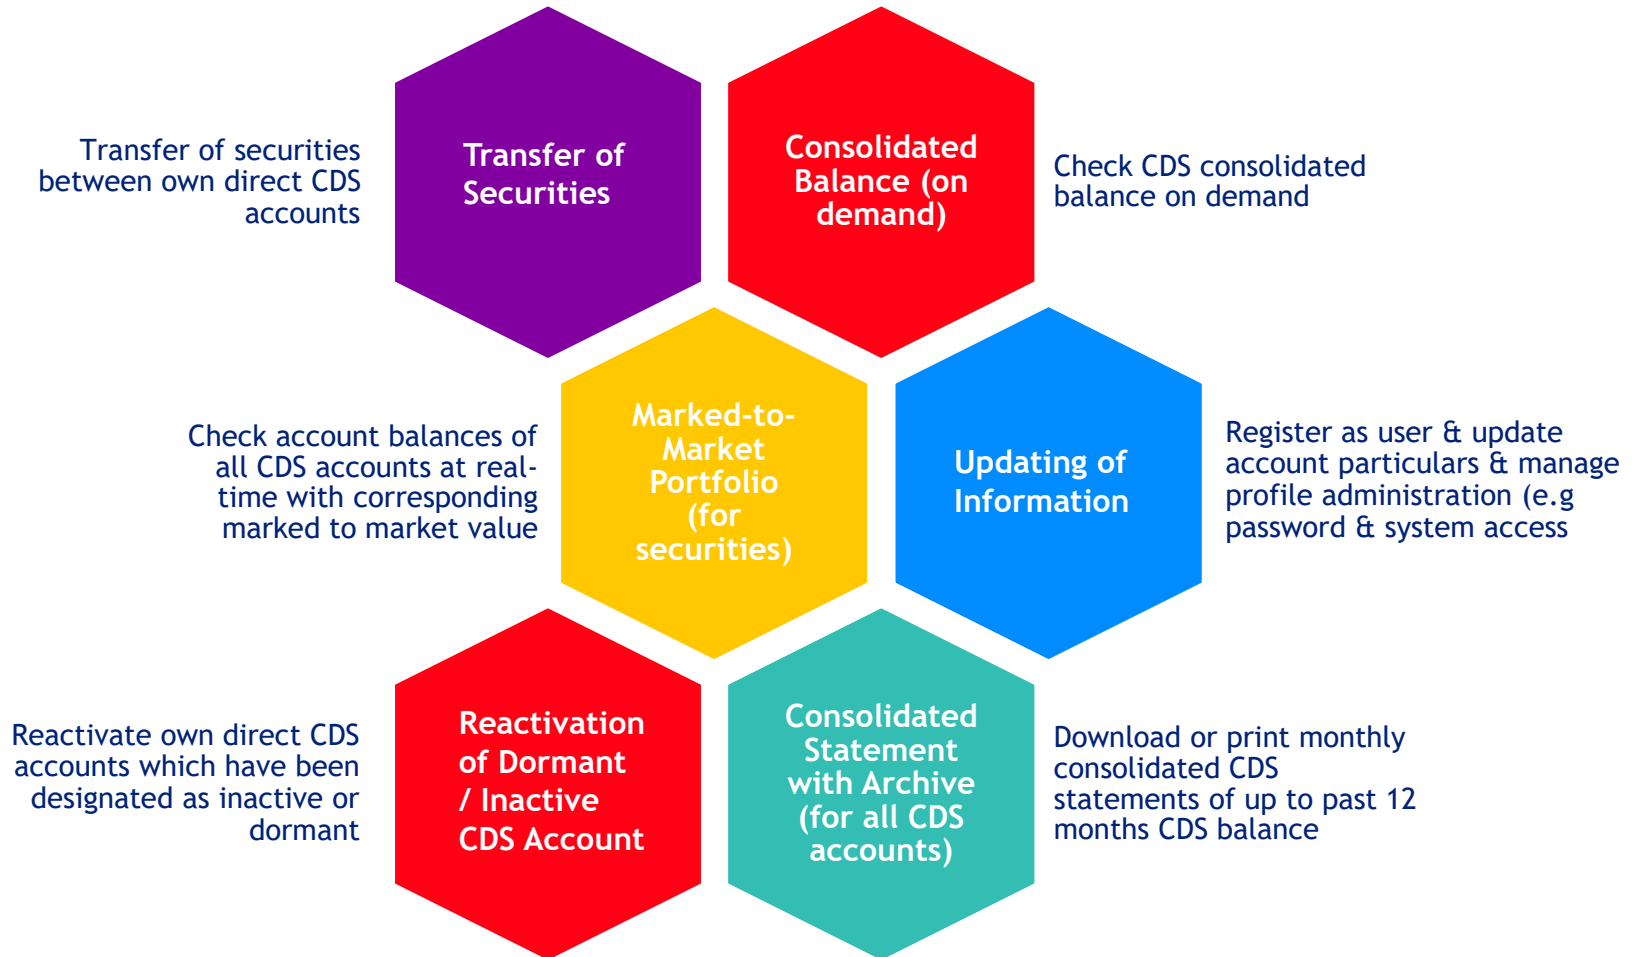 Transfer of securities
between own direct CDS
accounts
Transfer of
Securities
Consolidated
Balance (on
demand)
Check CDS consolidated
balance on demand
Check account balances of
all CDS accounts at real-
time with corresponding
marked to market value
Marked-to-
Market
Portfolio
(for
securities)
Updating of
Information
Register as user & update
account particulars & manage
profile administration (e.g
password & system access
Reactivate own direct CDS
accounts which have been
designated as inactive or
dormant
Reactivation
of Dormant
/ Inactive
CDS Account
Consolidated
Statement
with Archive
(for all CDS
accounts)
Download or print monthly
consolidated CDS
statements of up to past 12
months CDS balance